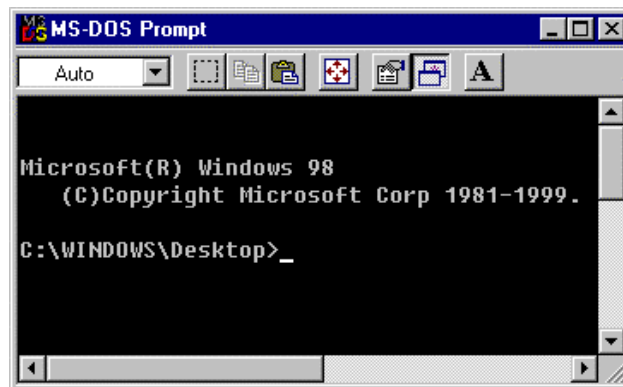 MS-DOS Prompt
Auto
A
Microsoft(R) Windows 98
(C)Copyright Microsoft Corp 1981-1999.
C:\WINDOWS\Desktop>_